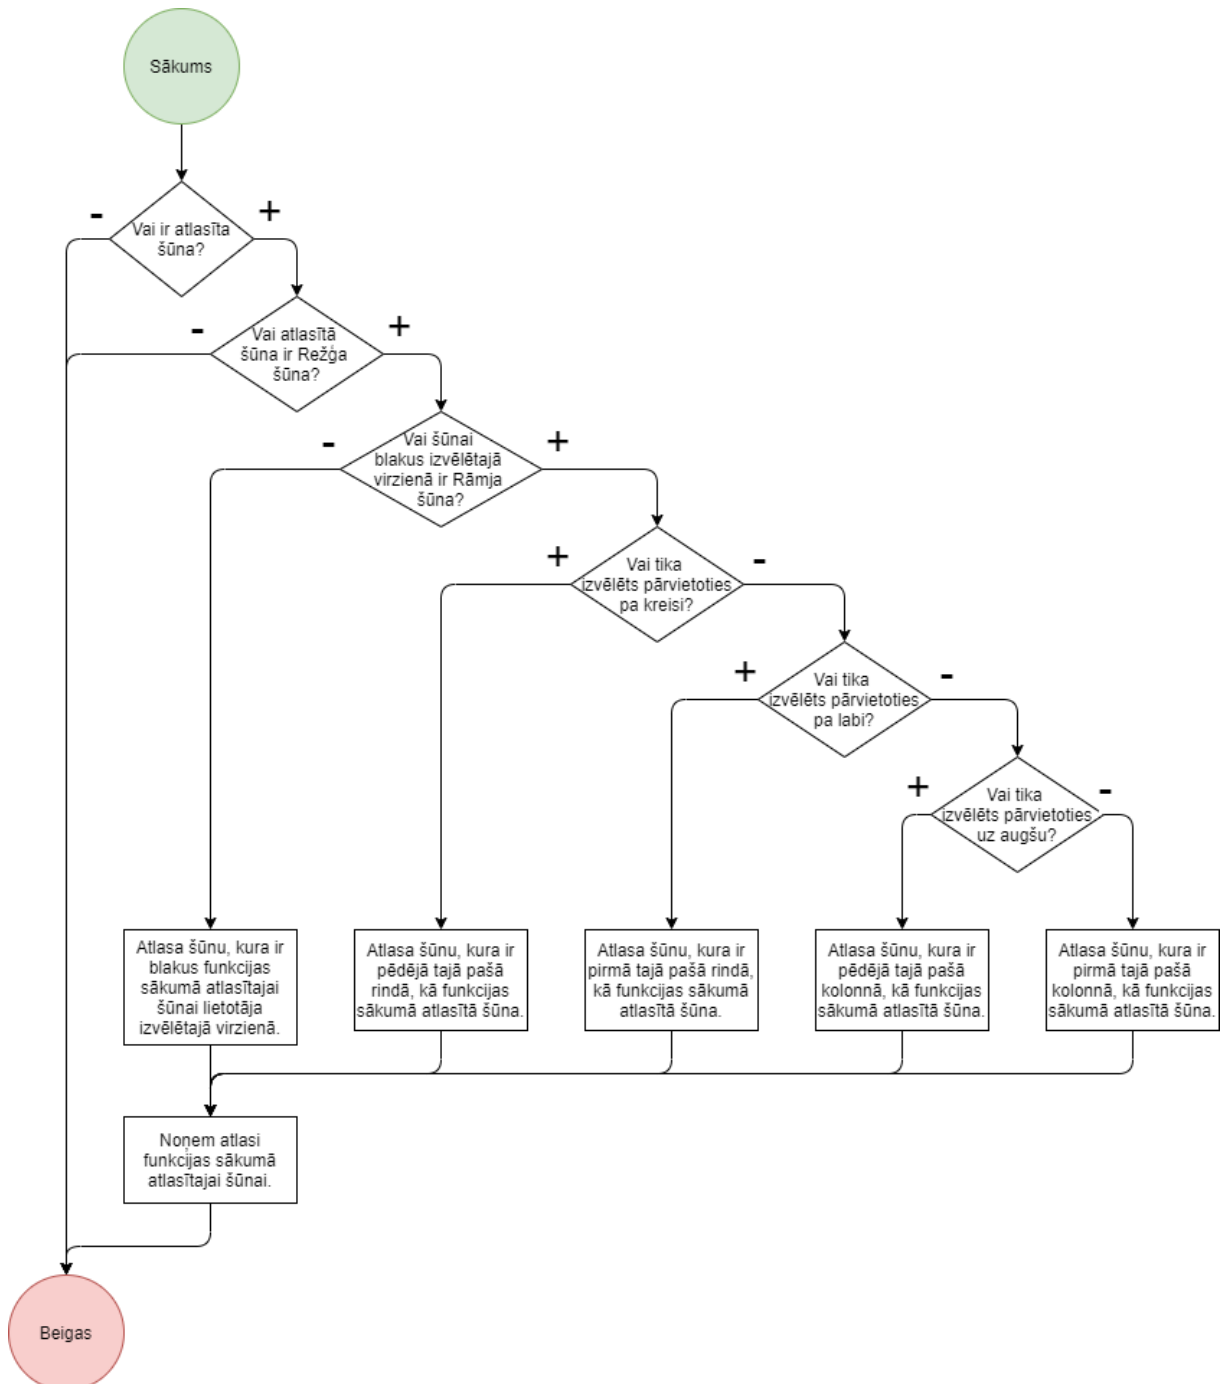 Sākums
-
+
Vai ir atlasīta
šūna?
-
+
Vai atlasītā
šūna ir Režģa
šūna?
-
+
Vai šūnai
blakus izvēlētajā
virzienā ir Rāmja
šūna?
+
-
Vai tika
izvēlēts pārvietoties
pa kreisi?
+
-
Vai tika
izvēlēts pārvietoties
pa labi?
+
-
Vai tika
izvēlēts pārvietoties
uz augšu?
Atlasa šūnu, kura ir
blakus funkcijas
sākumā atlasītajai
šūnai lietotāja
izvēlētajā virzienā.
Atlasa šūnu, kura ir
pēdējā tajā pašā
rindā, kā funkcijas
sākumā atlasītā šūna.
Atlasa šūnu, kura ir
pirmā tajā pašā rindā,
kā funkcijas sākumā
atlasītā šūna.
Atlasa šūnu, kura ir
pēdējā tajā pašā
kolonnā, kā funkcijas
sākumā atlasītā šūna.
Atlasa šūnu, kura ir
pirmā tajā pašā
kolonnā, kā funkcijas
sākumā atlasītā šūna.
Noņem atlasi
funkcijas sākumā
atlasītajai šūnai.
Beigas